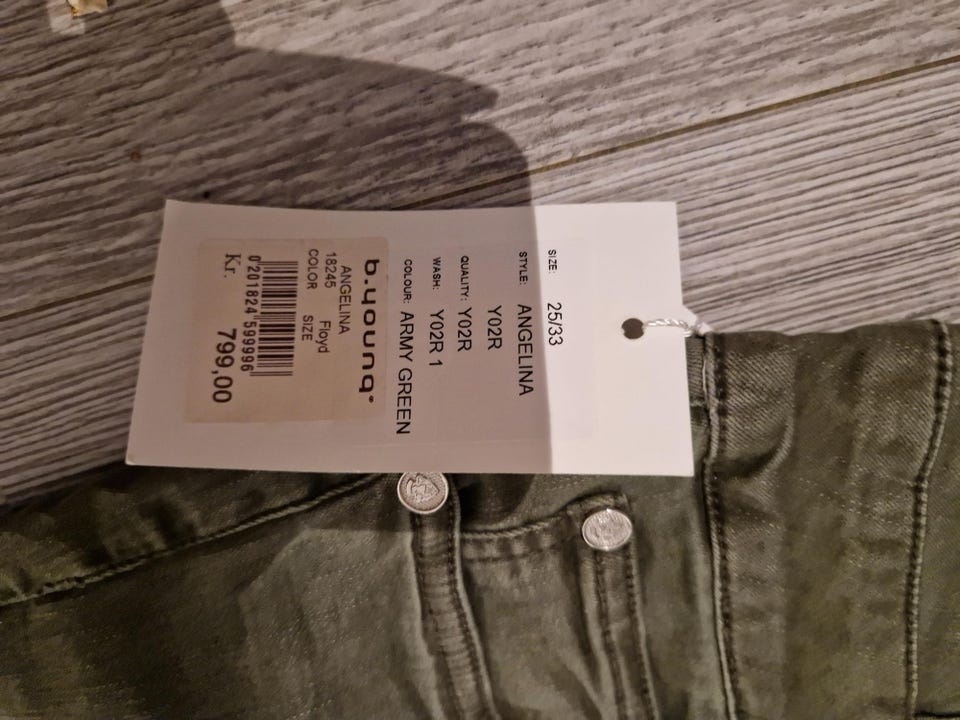 SIZE: 25/33
STYLE: ANGELINA
Y02R
QUALITY: Y02R
WASH: Y02R 1
COLOUR: ARMY GREEN
b.young®
ANGELINA
18245 Floyd
COLOR SIZE
0201824599996
Kr. 799,00